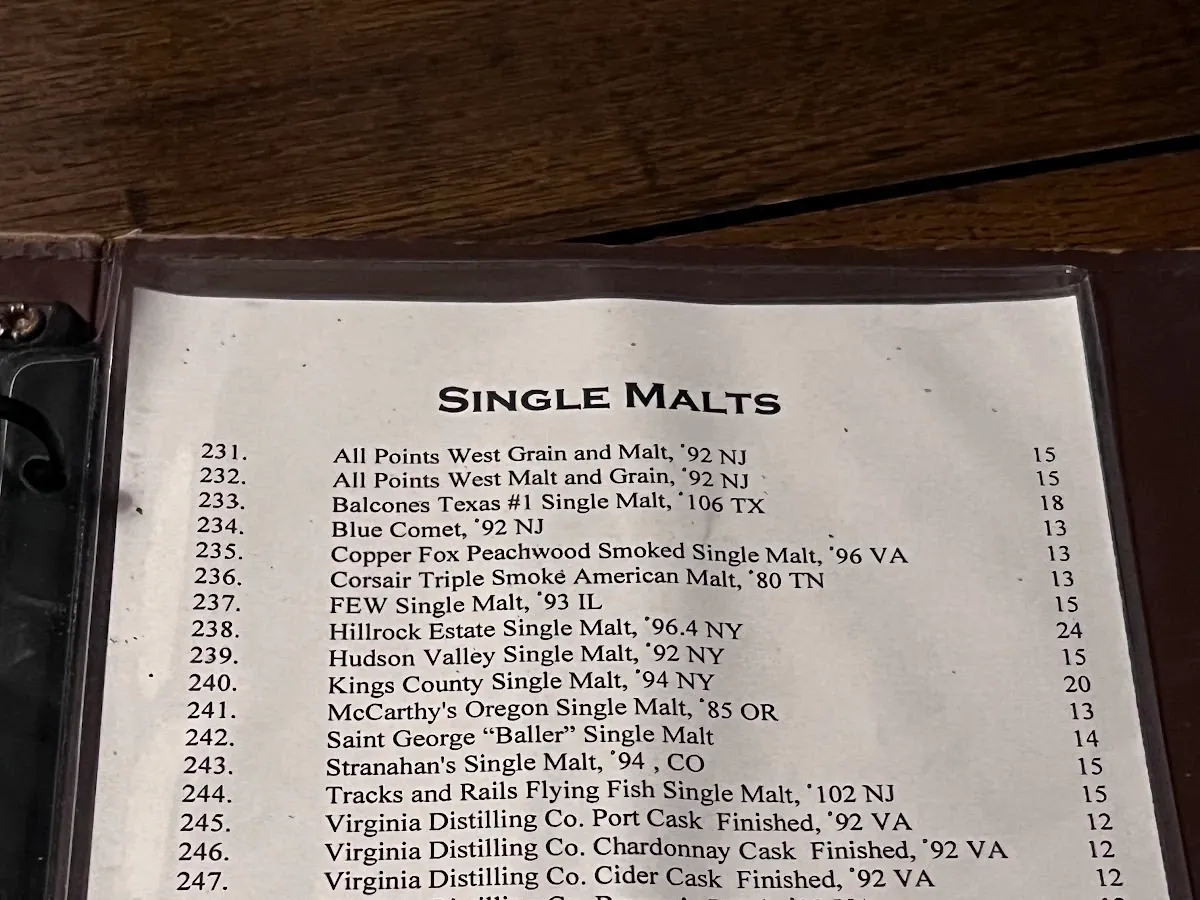 SINGLE MALTS
231. All Points West Grain and Malt, '92 NJ 15
232. All Points West Malt and Grain, '92 NJ 15
233. Balcones Texas #1 Single Malt, '106 TX 18
234. Blue Comet, '92 NJ 13
235. Copper Fox Peachwood Smoked Single Malt, '96 VA 13
236. Corsair Triple Smoke American Malt, '80 TN 13
237. FEW Single Malt, '93 IL 15
238. Hillrock Estate Single Malt, '96.4 NY 24
239. Hudson Valley Single Malt, '92 NY 15
240. Kings County Single Malt, '94 NY 20
241. McCarthy's Oregon Single Malt, '85 OR 13
242. Saint George “Baller” Single Malt 14
243. Stranahan's Single Malt, '94 , CO 15
244. Tracks and Rails Flying Fish Single Malt, '102 NJ 15
245. Virginia Distilling Co. Port Cask Finished, '92 VA 12
246. Virginia Distilling Co. Chardonnay Cask Finished, '92 VA 12
247. Virginia Distilling Co. Cider Cask Finished, '92 VA 12